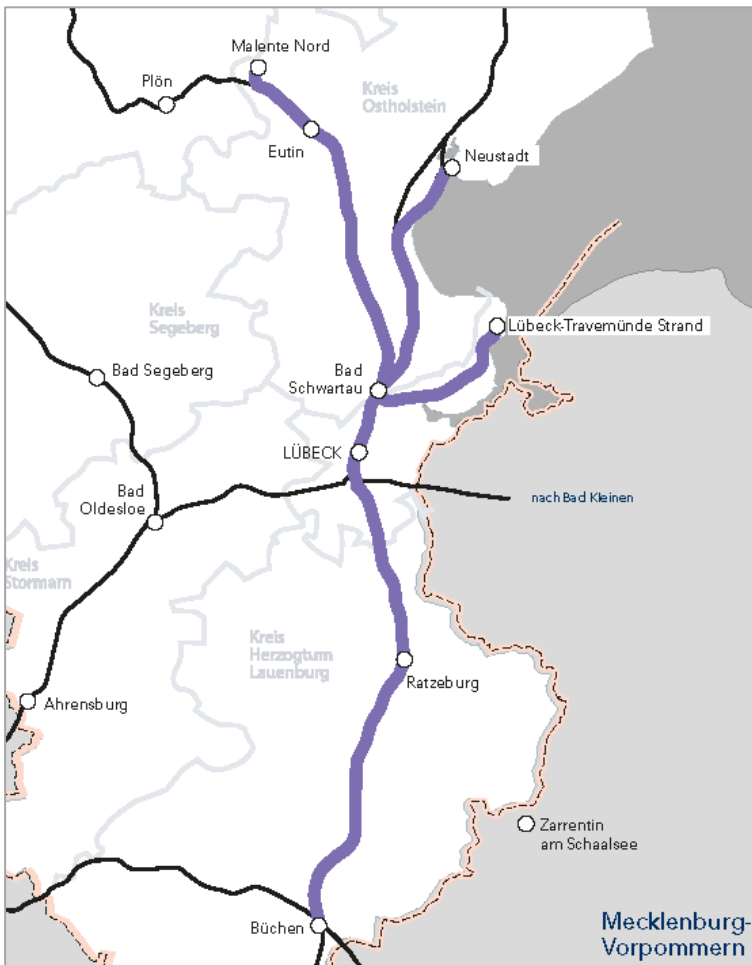 Malente Nord
Plön
Kreis
Ostholstein
Eutin
Neustadt
Kreis
Segeberg
Lübeck-Travemünde Strand
Bad Segeberg
Bad
Schwartau
LÜBECK
Bad
Oldesloe
nach Bad Kleinen
Kreis
Stormarn
Kreis
Herzogtum
Lauenburg
Ratzeburg
Ahrensburg
Zarrentin
am Schaalsee
Büchen
Mecklenburg-
Vorpommern